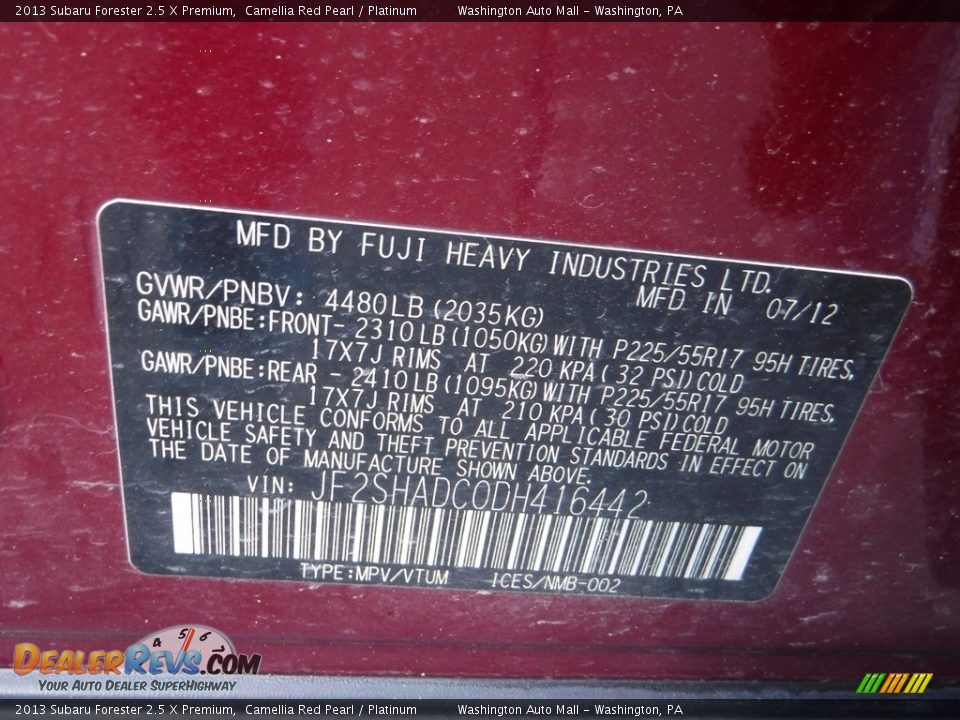 2013 Subaru Forester 2.5 X Premium, Camellia Red Pearl / Platinum Washington Auto Mall – Washington, PA
MFD BY FUJI HEAVY INDUSTRIES LTD.
MFD IN 07/12
GVWR/PNBV: 4480LB (2035KG)
GAWR/PNBE:FRONT- 2310LB(1050KG)WITH P225/55R17 95H TIRES,
17X7J RIMS AT 220 KPA( 32 PSI)COLD
GAWR/PNBE:REAR - 2410LB(1095KG)WITH P225/55R17 95H TIRES,
17X7J RIMS AT 210 KPA( 30 PSI)COLD
THIS VEHICLE CONFORMS TO ALL APPLICABLE FEDERAL MOTOR
VEHICLE SAFETY AND THEFT PREVENTION STANDARDS IN EFFECT ON
THE DATE OF MANUFACTURE SHOWN ABOVE.
VIN: JF2SHADC0DH416442
TYPE:MPV/VTUM ICES/NMB-002
4 5 6
DEALERREVS.COM
YOUR AUTO DEALER SUPERHIGHWAY
2013 Subaru Forester 2.5 X Premium, Camellia Red Pearl / Platinum Washington Auto Mall – Washington, PA